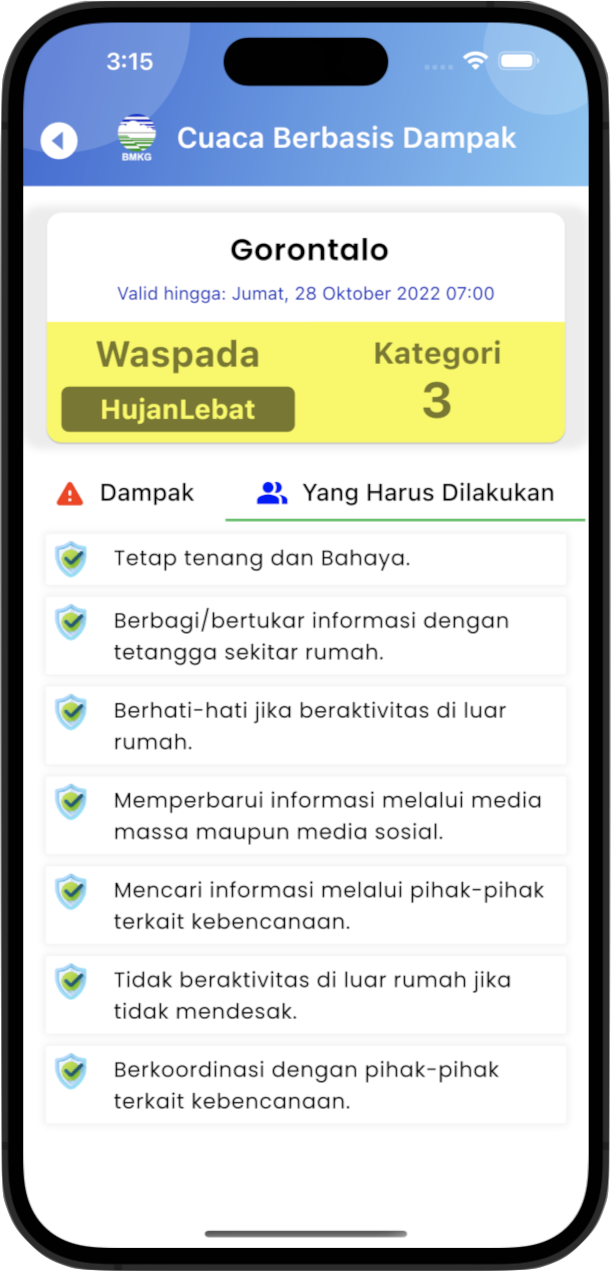 3:15
BMKG
Cuaca Berbasis Dampak
Gorontalo
Valid hingga: Jumat, 28 Oktober 2022 07:00
Waspada
Kategori
HujanLebat
3
Dampak
Yang Harus Dilakukan
Tetap tenang dan Bahaya.
Berbagi/bertukar informasi dengan
tetangga sekitar rumah.
Berhati-hati jika beraktivitas di luar
rumah.
Memperbarui informasi melalui media
massa maupun media sosial.
Mencari informasi melalui pihak-pihak
terkait kebencanaan.
Tidak beraktivitas di luar rumah jika
tidak mendesak.
Berkoordinasi dengan pihak-pihak
terkait kebencanaan.